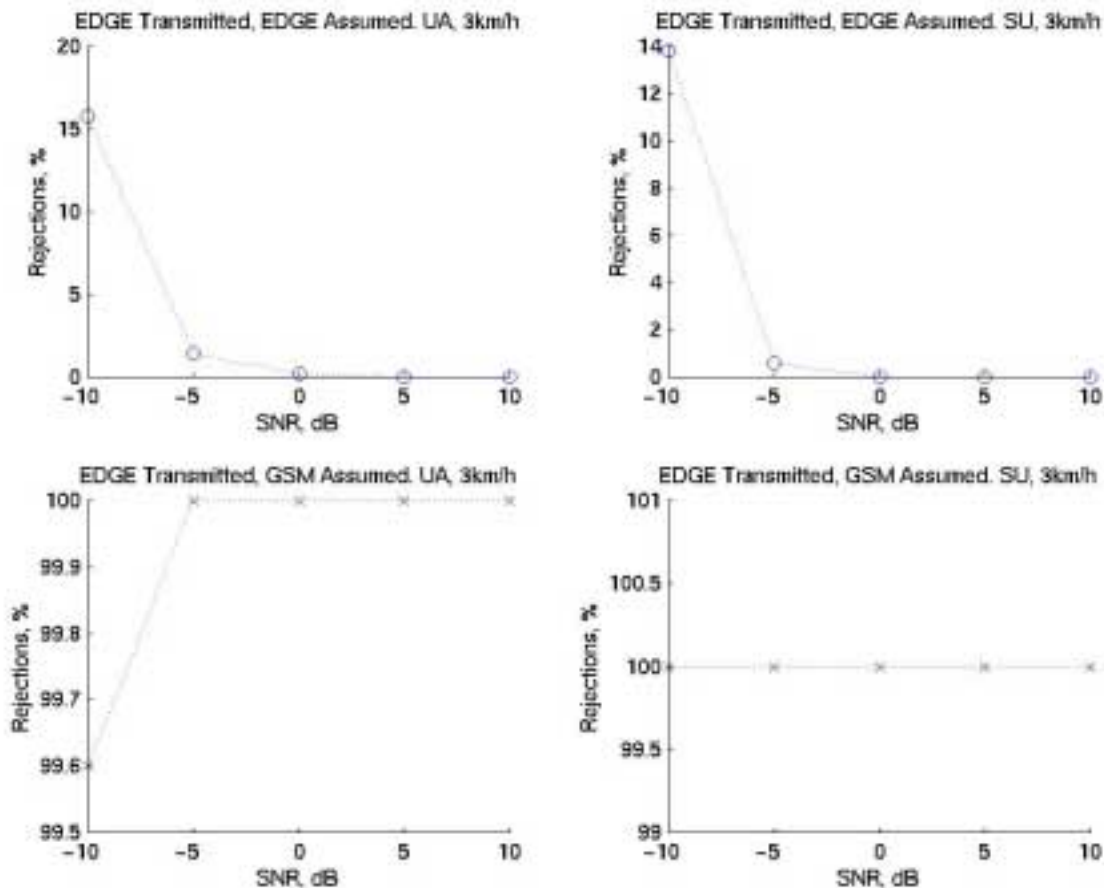 EDGE Transmitted, EDGE Assumed. UA, 3km/h
20
15
10
5
0
Rejections, %
-10 -5 0 5 10
SNR, dB
EDGE Transmitted, EDGE Assumed. SU, 3km/h
14
12
10
8
6
4
2
0
Rejections, %
-10 -5 0 5 10
SNR, dB
EDGE Transmitted, GSM Assumed. UA, 3km/h
100
99.9
99.8
99.7
99.6
99.5
Rejections, %
-10 -5 0 5 10
SNR, dB
EDGE Transmitted, GSM Assumed. SU, 3km/h
101
100.5
100
99.5
99
Rejections, %
-10 -5 0 5 10
SNR, dB